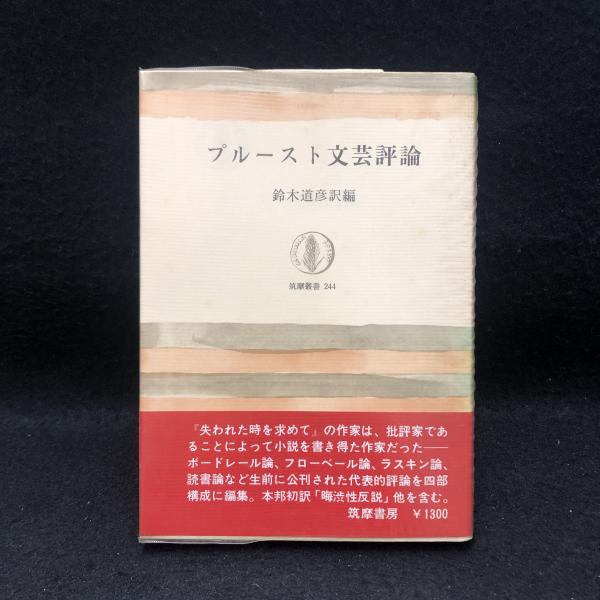 プルースト文芸評論
鈴木道彦訳編
筑摩叢書 244
『失われた時を求めて』の作家は、批評家であ
ることによって小説を書き得た作家だった──
ボードレール論、フローベール論、ラスキン論、
読書論など生前に公刊された代表的評論を四部
構成に編集。本邦初訳「晦渋性反説」他を含む。
筑摩書房 ￥1300